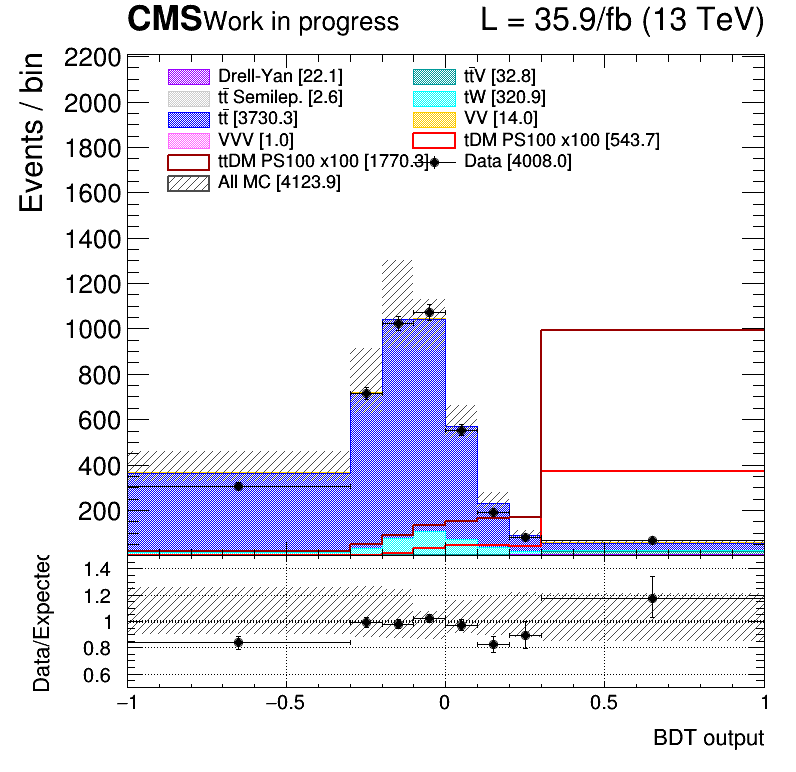 CMS Work in progress L = 35.9/fb (13 TeV)
Events / bin
2200
2000
1800
1600
1400
1200
1000
800
600
400
200
Drell-Yan [22.1] tt̄V [32.8]
tt̄ Semilep. [2.6] tW [320.9]
tt̄ [3730.3] VV [14.0]
VVV [1.0] tDM PS100 x100 [543.7]
ttDM PS100 x100 [1770.3] Data [4008.0]
All MC [4123.9]
Data/Expected
1.4
1.2
1
0.8
0.6
−1 −0.5 0 0.5 1
BDT output